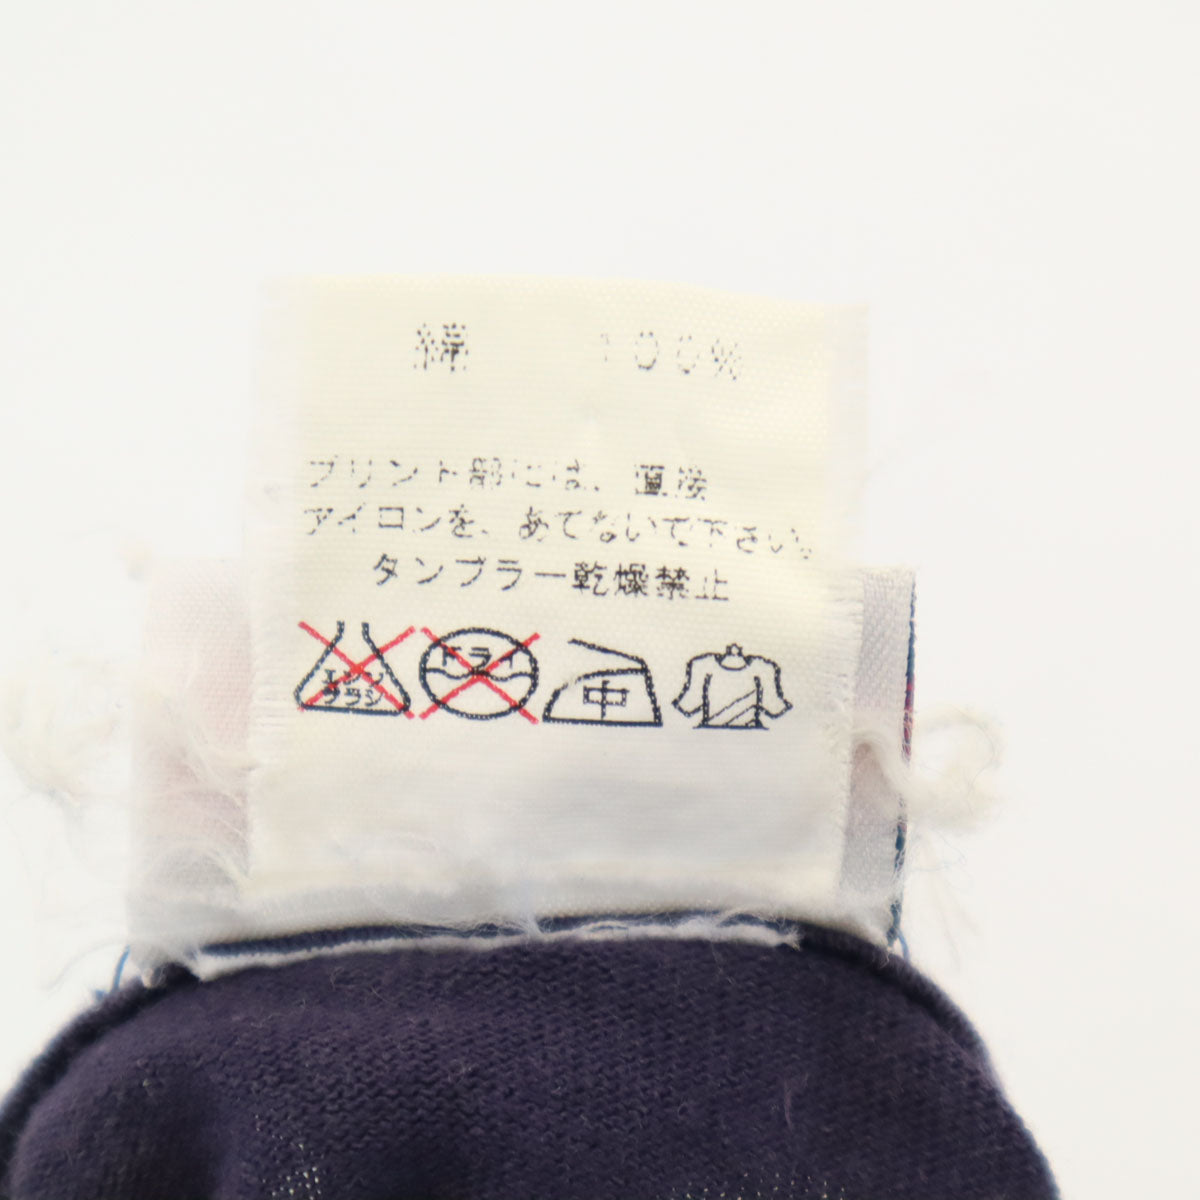 綿 100%
プリント部には、直接
アイロンを、あてないで下さい。
タンブラー乾燥禁止
エンソ サラシ ドライ 中